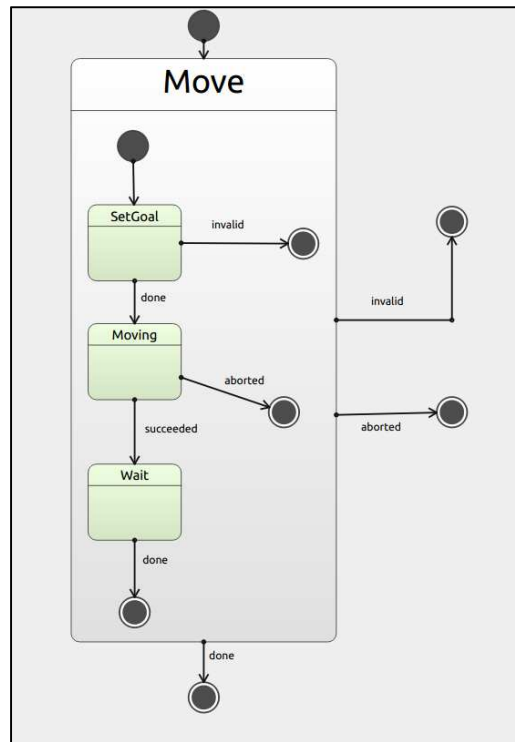 Move
SetGoal
invalid
done
invalid
Moving
aborted
aborted
succeeded
Wait
done
done